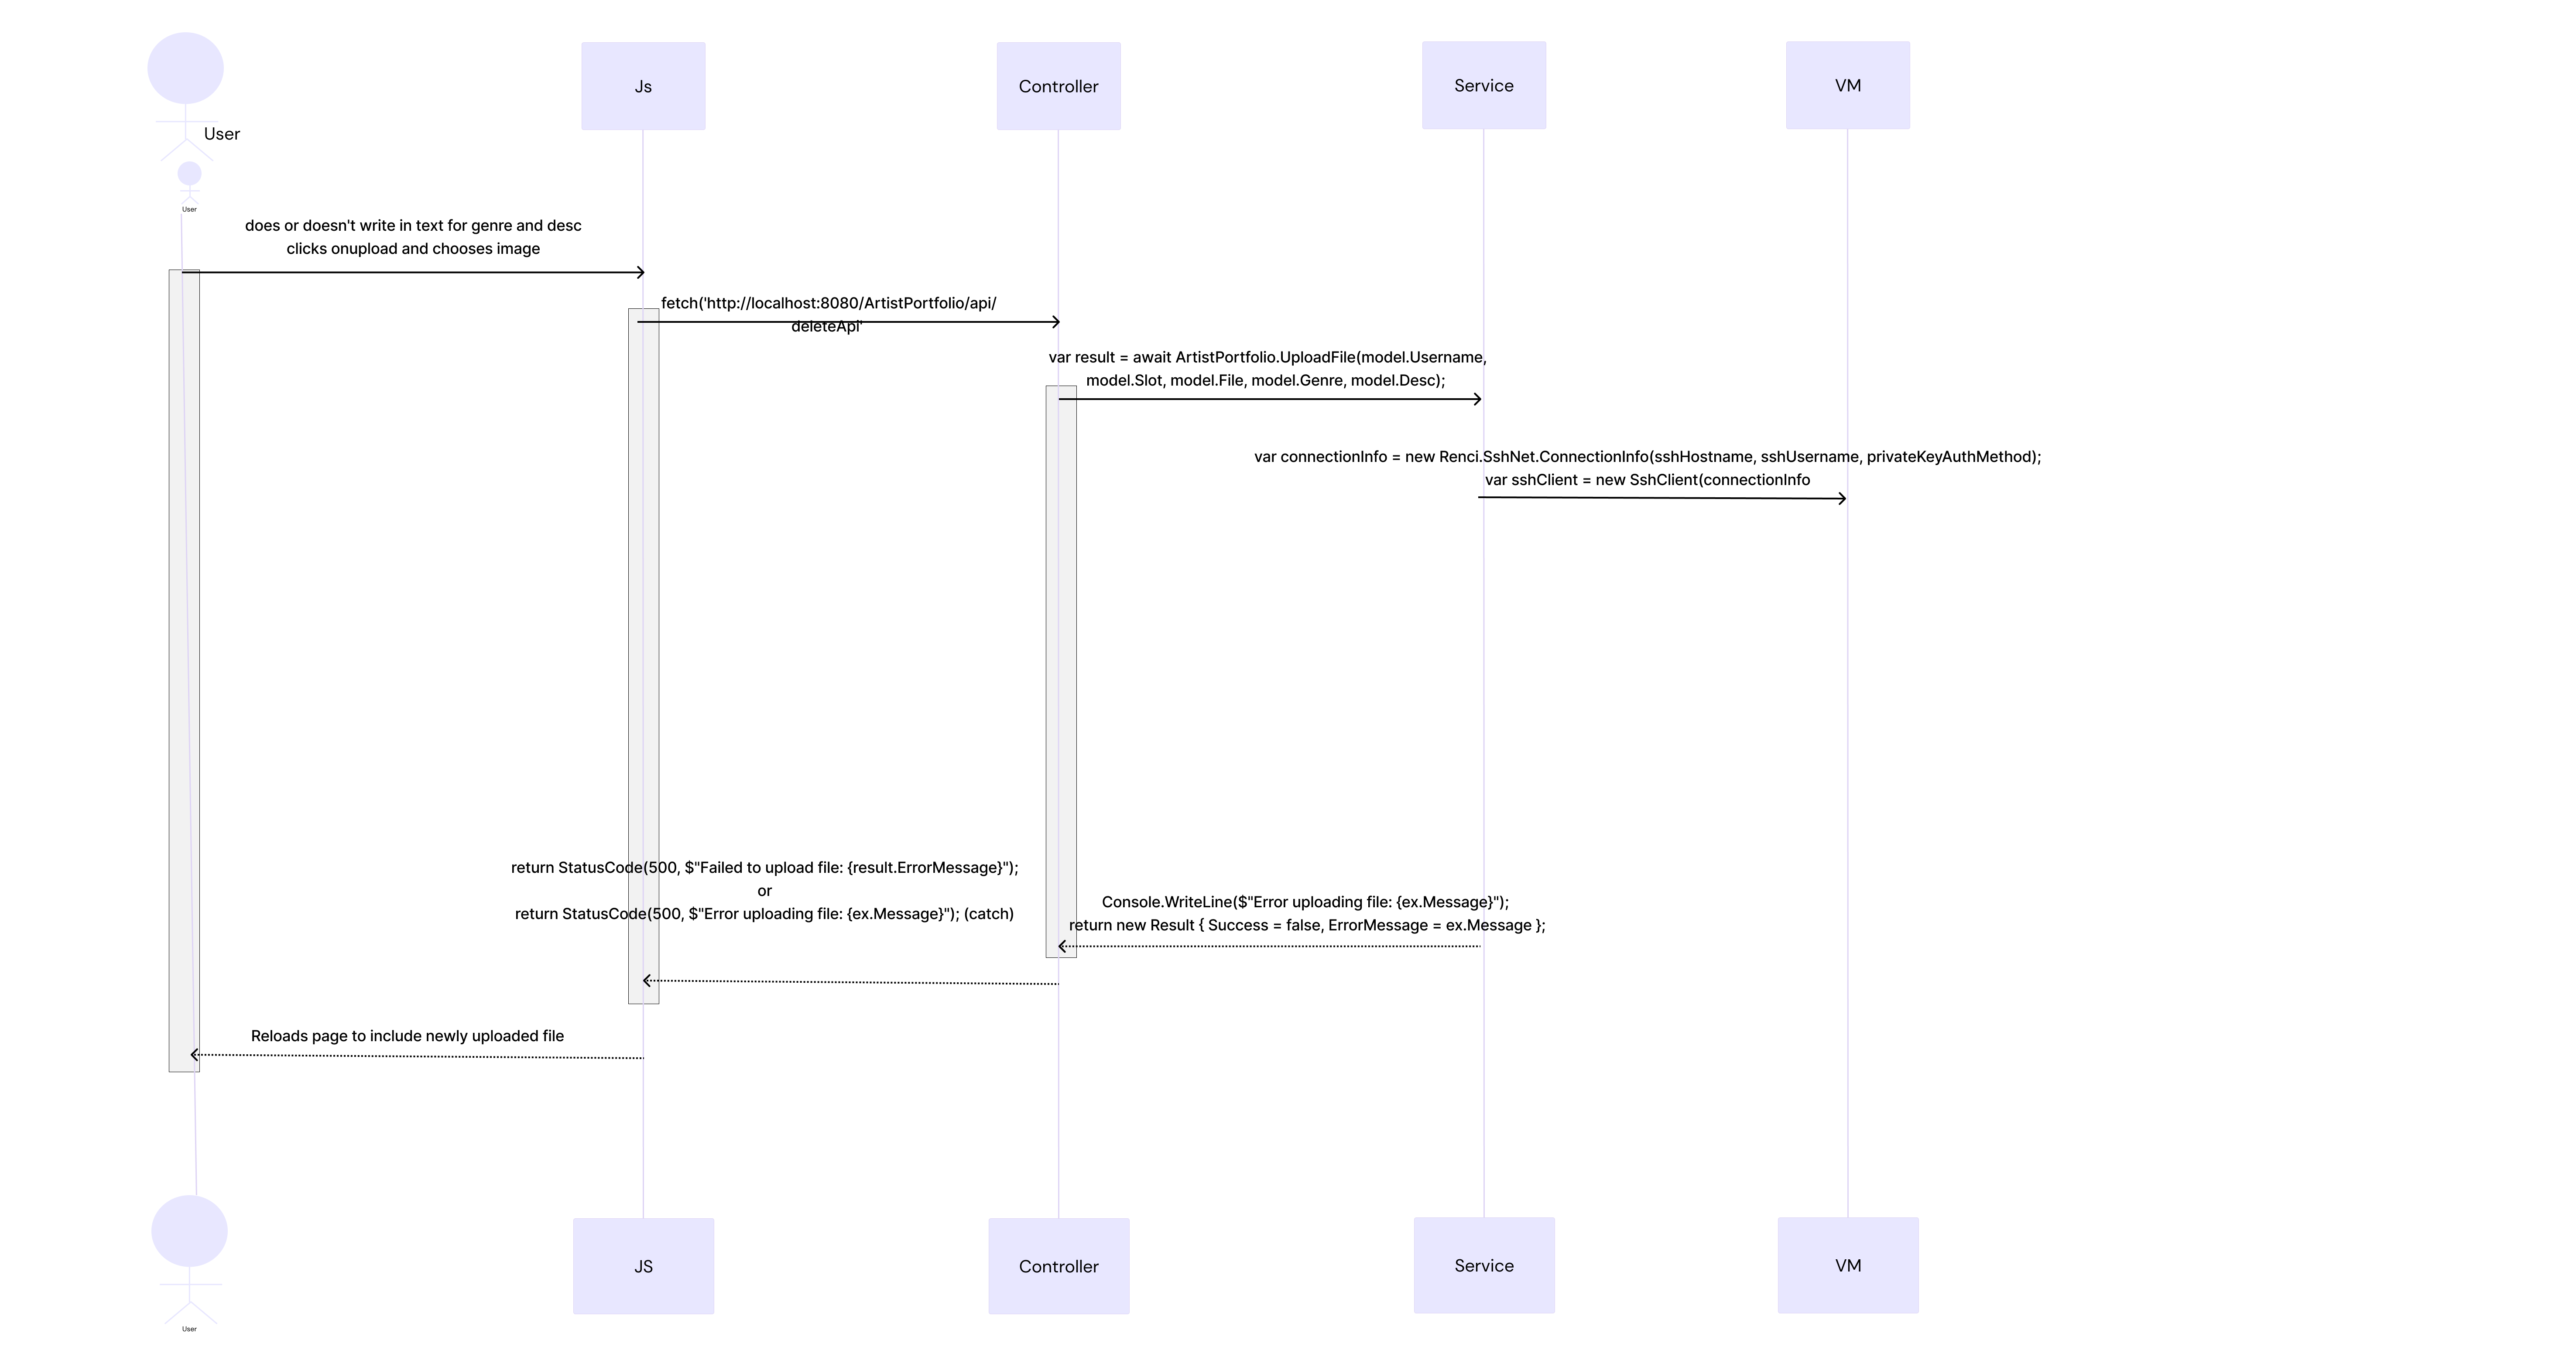 Js
Controller
Service
VM
User
User
does or doesn't write in text for genre and desc
clicks onupload and chooses image
fetch('http://localhost:8080/ArtistPortfolio/api/
deleteApi'
var result = await ArtistPortfolio.UploadFile(model.Username,
model.Slot, model.File, model.Genre, model.Desc);
var connectionInfo = new Renci.SshNet.ConnectionInfo(sshHostname, sshUsername, privateKeyAuthMethod);
var sshClient = new SshClient(connectionInfo
return StatusCode(500, $"Failed to upload file: {result.ErrorMessage}");
or
return StatusCode(500, $"Error uploading file: {ex.Message}"); (catch)
Console.WriteLine($"Error uploading file: {ex.Message}");
return new Result { Success = false, ErrorMessage = ex.Message };
Reloads page to include newly uploaded file
JS
Controller
Service
VM
User